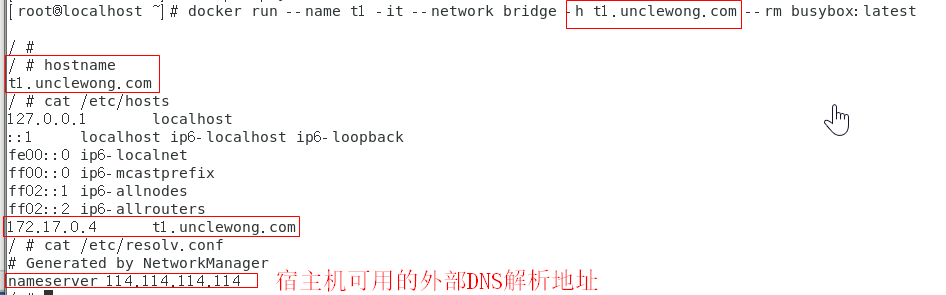 [root@localhost ~]# docker run --name t1 -it --network bridge -h t1.unclewong.com --rm busybox:latest
/ #
/ # hostname
t1.unclewong.com
/ # cat /etc/hosts
127.0.0.1 localhost
::1 localhost ip6-localhost ip6-loopback
fe00::0 ip6-localnet
ff00::0 ip6-mcastprefix
ff02::1 ip6-allnodes
ff02::2 ip6-allrouters
172.17.0.4 t1.unclewong.com
/ # cat /etc/resolv.conf
# Generated by NetworkManager
nameserver 114.114.114.114 宿主机可用的外部DNS解析地址
/ #